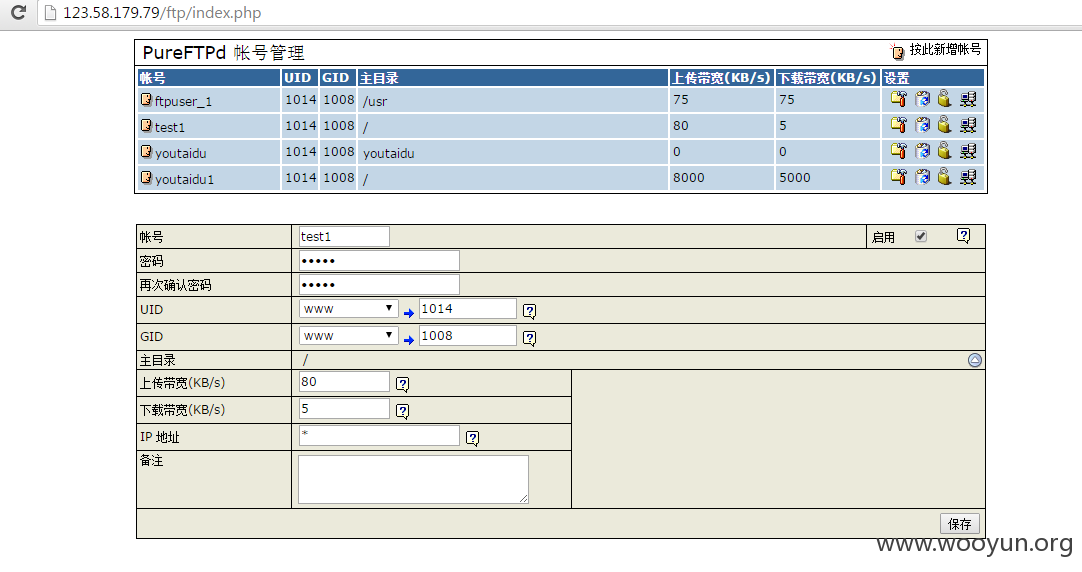 123.58.179.79/ftp/index.php
PureFTPd 帐号管理 按此新增帐号
帐号 UID GID 主目录 上传带宽(KB/s) 下载带宽(KB/s) 设置
ftpuser_1 1014 1008 /usr 75 75
test1 1014 1008 / 80 5
youtaidu 1014 1008 youtaidu 0 0
youtaidu1 1014 1008 / 8000 5000
帐号 test1 启用
密码 •••••
再次确认密码 •••••
UID www 1014
GID www 1008
主目录 /
上传带宽(KB/s) 80
下载带宽(KB/s) 5
IP 地址 *
备注
保存
www.wooyun.org